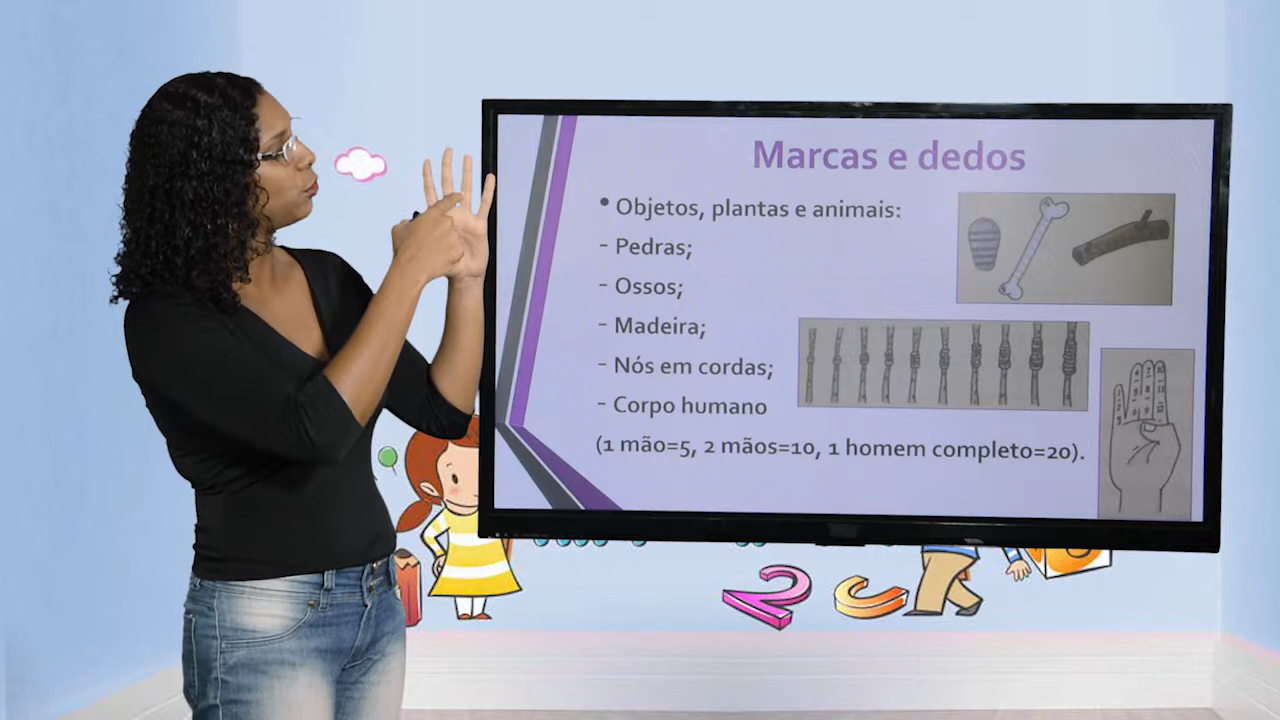 Marcas e dedos
• Objetos, plantas e animais:
- Pedras;
- Ossos;
- Madeira;
- Nós em cordas;
- Corpo humano
(1 mão=5, 2 mãos=10, 1 homem completo=20).